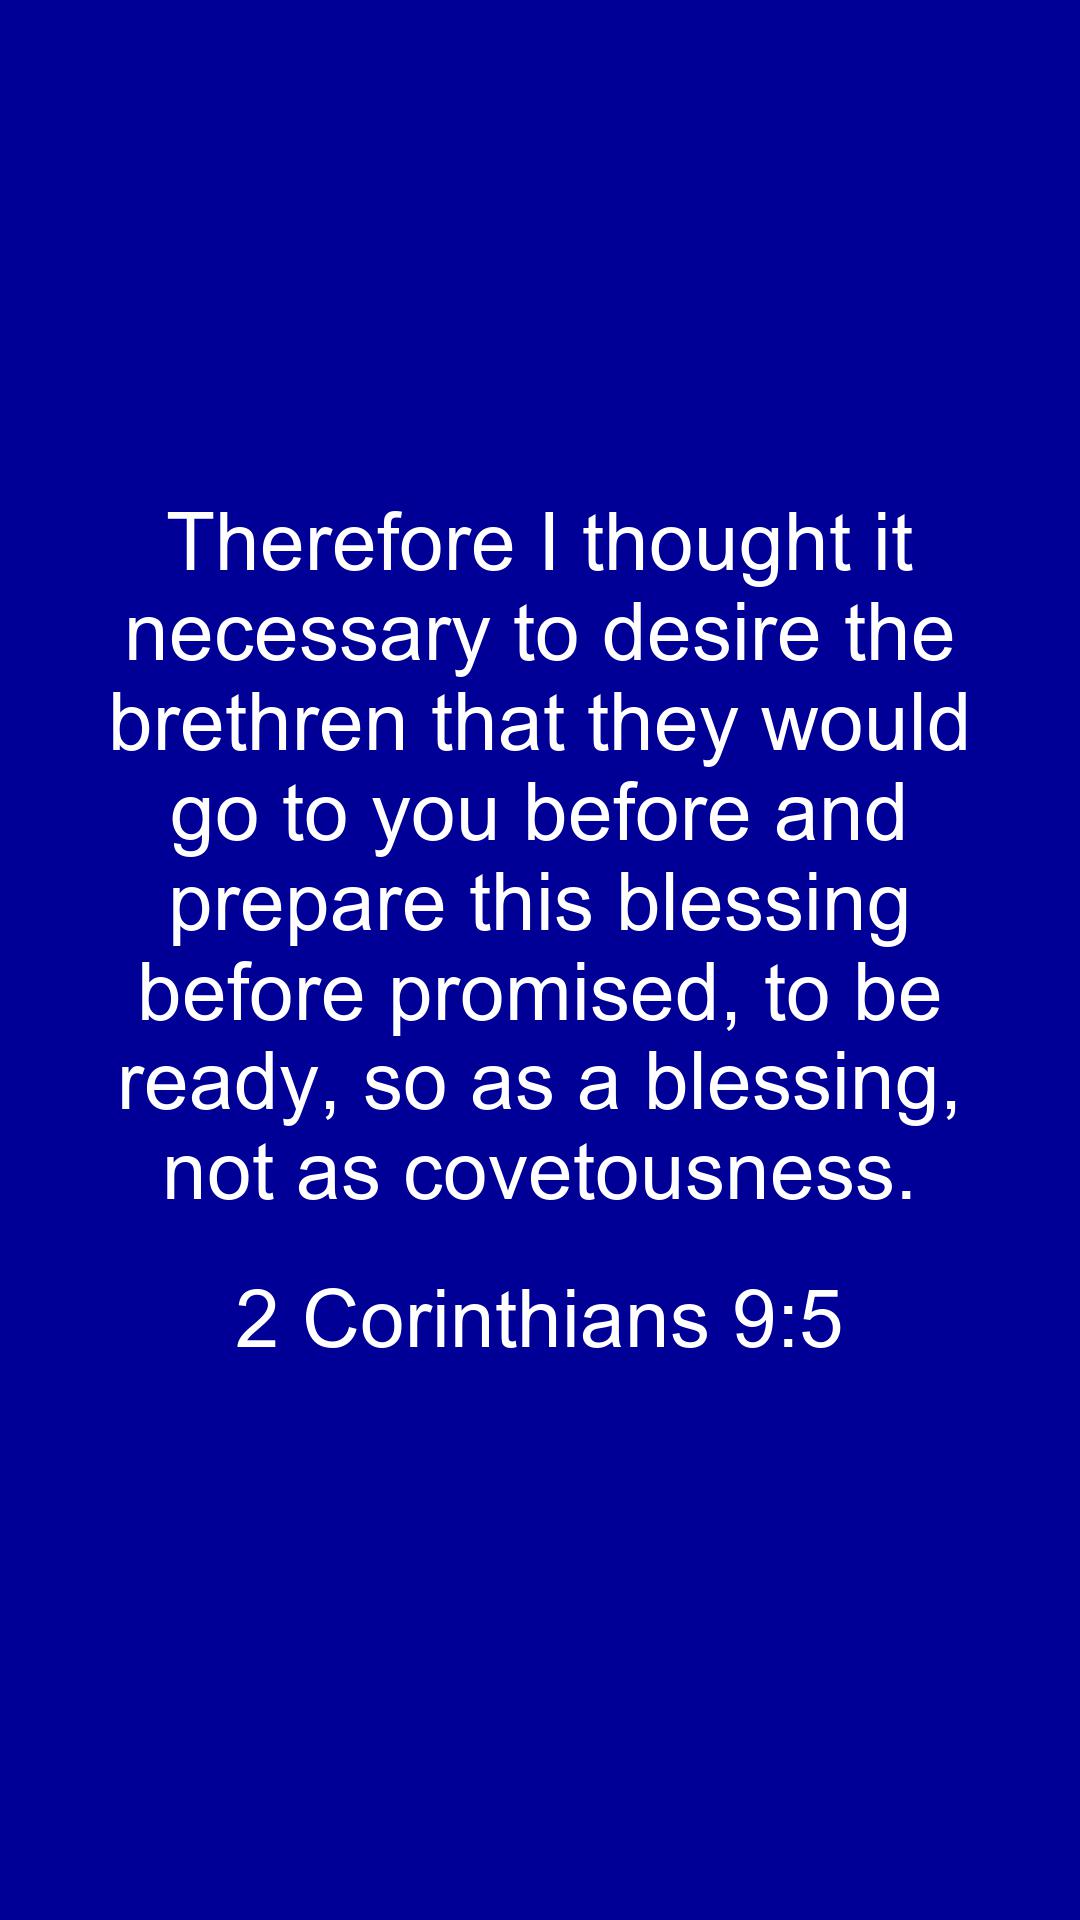 Therefore I thought it
necessary to desire the
brethren that they would
go to you before and
prepare this blessing
before promised, to be
ready, so as a blessing,
not as covetousness.
2 Corinthians 9:5